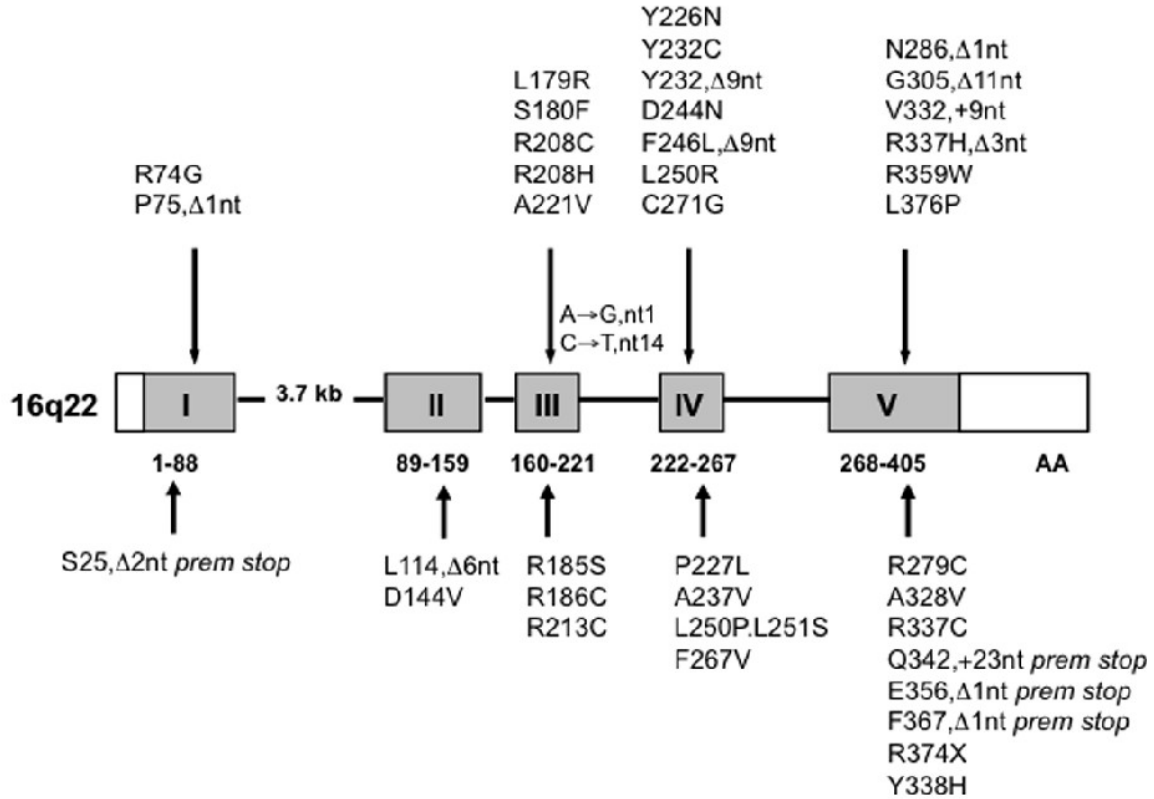 R74G
P75,Δ1nt
L179R
S180F
R208C
R208H
A221V
Y226N
Y232C
Y232,Δ9nt
D244N
F246L,Δ9nt
L250R
C271G
N286,Δ1nt
G305,Δ11nt
V332,+9nt
R337H,Δ3nt
R359W
L376P
A→G,nt1
C→T,nt14
16q22
I
3.7 kb
II
III
IV
V
1-88
89-159
160-221
222-267
268-405
AA
S25,Δ2nt prem stop
L114,Δ6nt
D144V
R185S
R186C
R213C
P227L
A237V
L250P.L251S
F267V
R279C
A328V
R337C
Q342,+23nt prem stop
E356,Δ1nt prem stop
F367,Δ1nt prem stop
R374X
Y338H